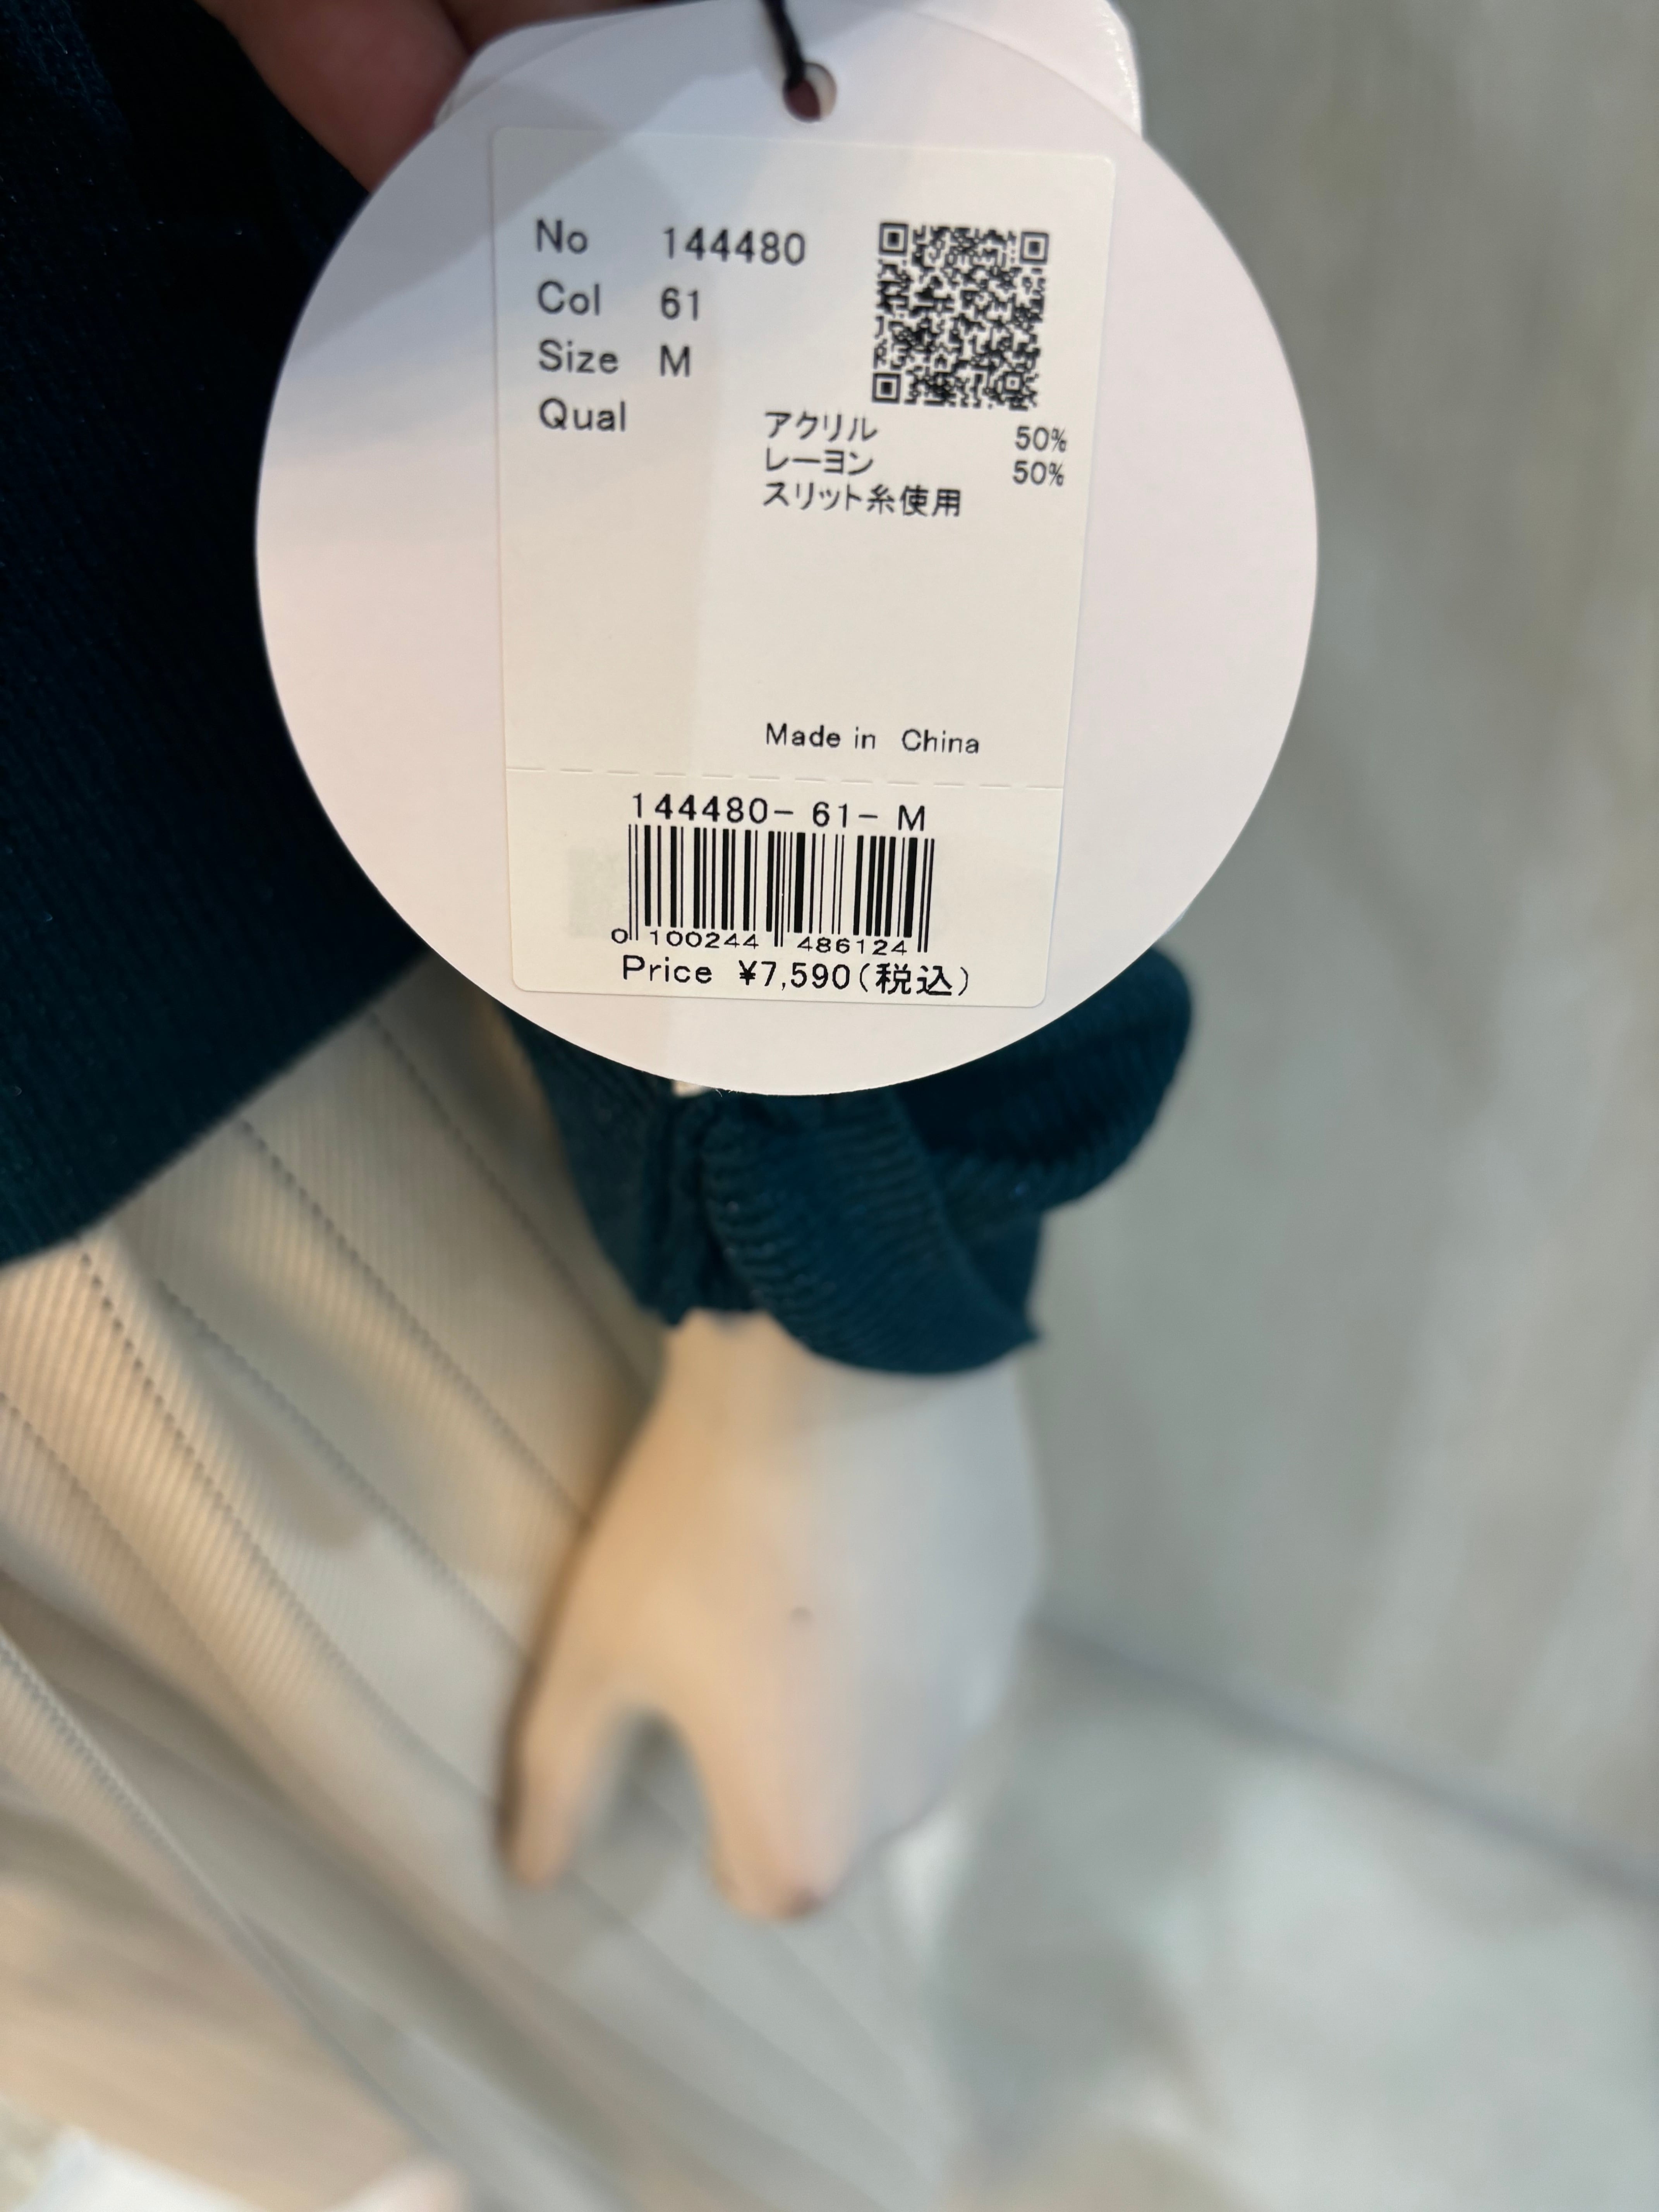 No 144480
Col 61
Size M
Qual
アクリル 50%
レーヨン 50%
スリット糸使用
Made in China
144480- 61- M
0 100244 486124
Price ¥7,590(税込)